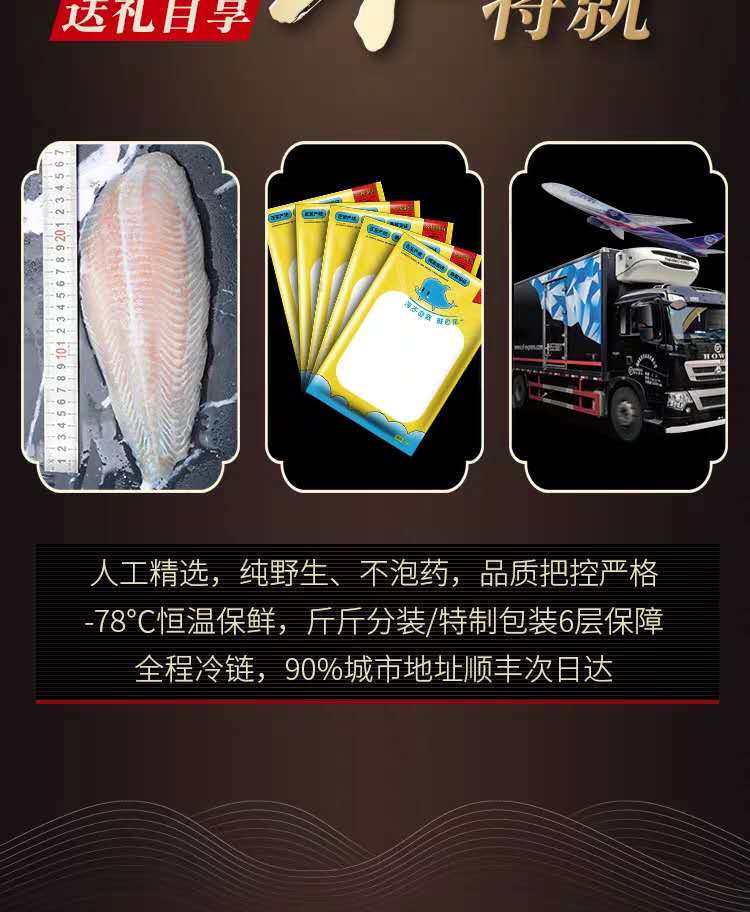 送礼自享
特新
人工精选，纯野生、不泡药，品质把控严格
-78°C恒温保鲜，斤斤分装/特制包装6层保障
全程冷链，90%城市地址顺丰次日达